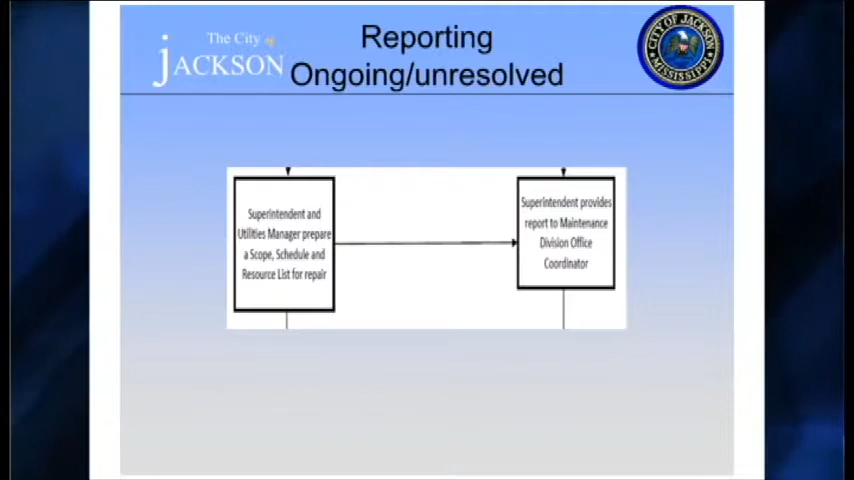 The City of
JACKSON
Reporting
Ongoing/unresolved
CITY OF JACKSON
MISSISSIPPI
Superintendent and
Utilities Manager prepare
a Scope, Schedule and
Resource List for repair
Superintendent provides
report to Maintenance
Division Office
Coordinator